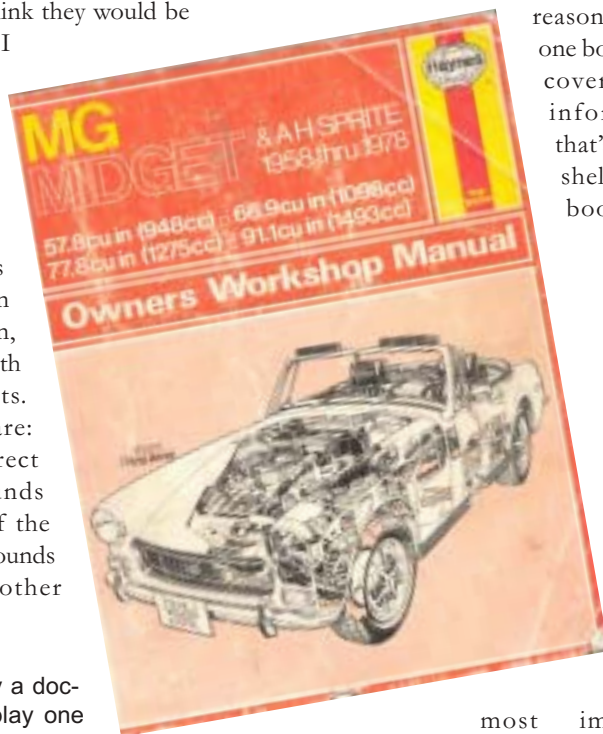 ink they would be
I
s
n
n,
th
ts.
are:
rect
nds
f the
ounds
other
y a doc-
play one
MG
MIDGET & AH SPRITE
1958 thru 1978
57.8cu in (948cc) 66.9cu in (1098cc)
77.8cu in (1275cc) 91.1cu in (1493cc)
Haynes
Owners Workshop Manual
reason
one bo
cover
infor
that'
shel
boo
most im